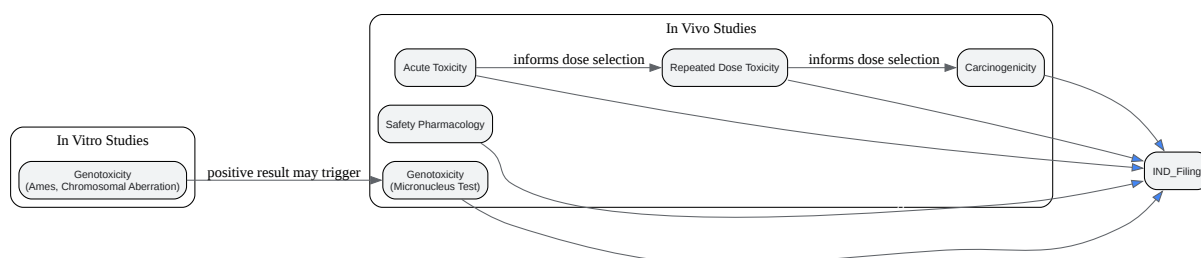 In Vivo Studies
Acute Toxicity
informs dose selection
Repeated Dose Toxicity
informs dose selection
Carcinogenicity
Safety Pharmacology
In Vitro Studies
Genotoxicity
(Ames, Chromosomal Aberration)
positive result may trigger
Genotoxicity
(Micronucleus Test)
IND_Filing